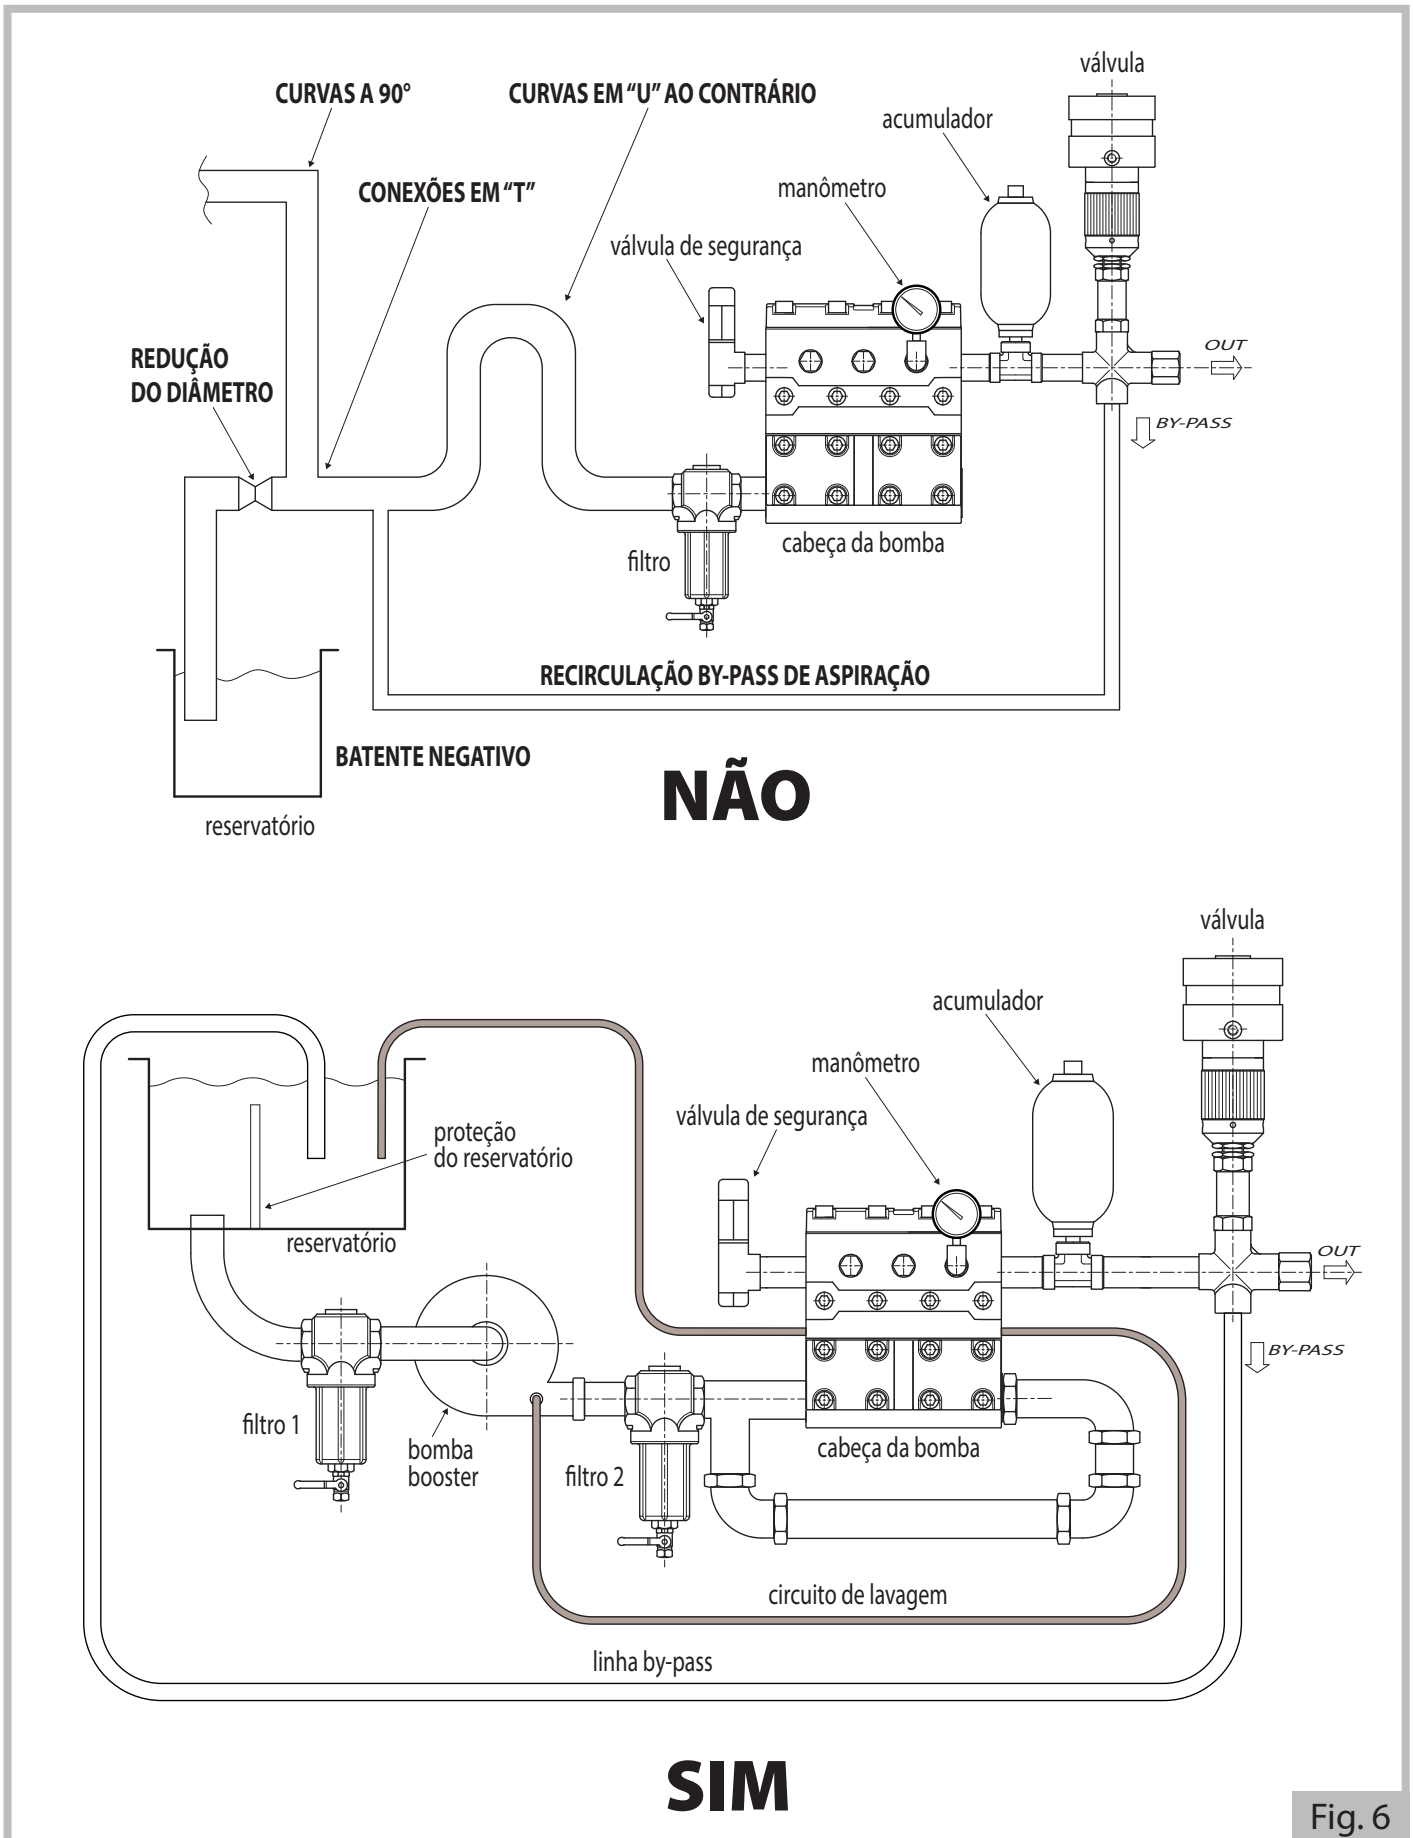 válvula
CURVAS A 90°
CURVAS EM “U” AO CONTRÁRIO
acumulador
CONEXÕES EM “T”
manômetro
válvula de segurança
REDUÇÃO
DO DIÂMETRO
OUT
BY-PASS
cabeça da bomba
filtro
RECIRCULAÇÃO BY-PASS DE ASPIRAÇÃO
BATENTE NEGATIVO
NÃO
reservatório
válvula
acumulador
manômetro
válvula de segurança
proteção
do reservatório
reservatório
OUT
BY-PASS
filtro 1
bomba
booster
filtro 2
cabeça da bomba
circuito de lavagem
linha by-pass
SIM
Fig. 6